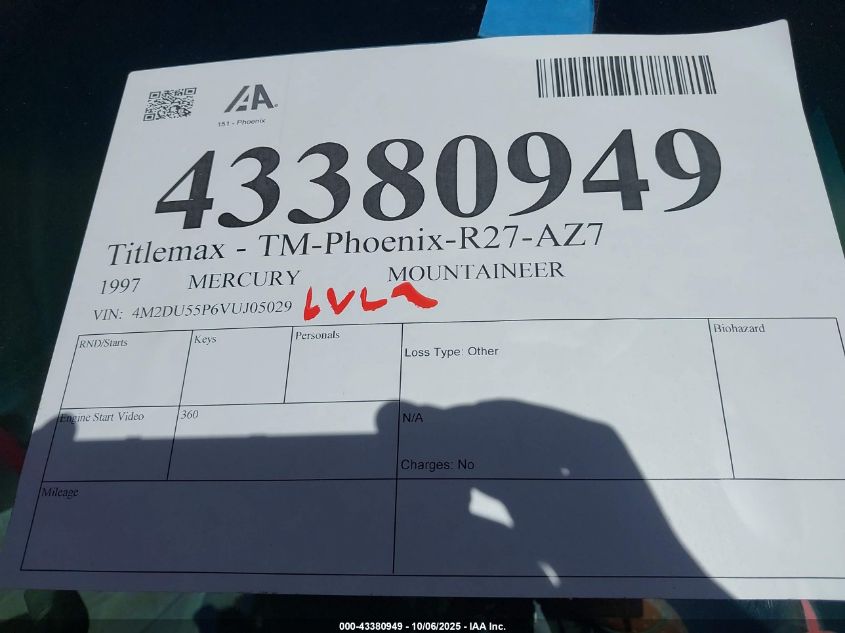 IAA
151 - Phoenix
43380949
Titlemax - TM-Phoenix-R27-AZ7
1997 MERCURY MOUNTAINEER
VIN: 4M2DU55P6VUJ05029
RND/Starts Keys Personals Loss Type: Other Biohazard
Engine Start Video 360 N/A
Charges: No
Mileage
000-43380949 - 10/06/2025 - IAA Inc.